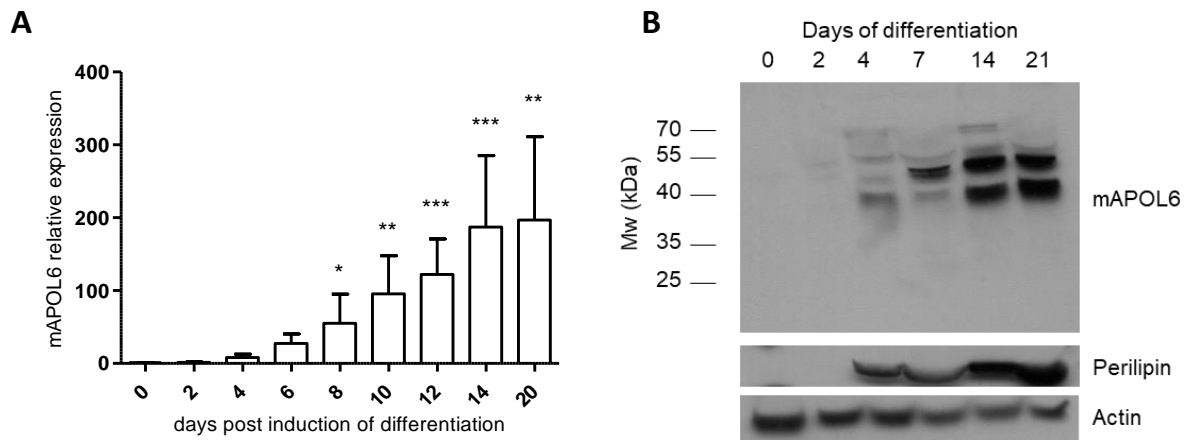 A
mAPOL6 relative expression
400
300
200
100
0
*
**
***
***
**
0 2 4 6 8 10 12 14 20
days post induction of differentiation
B
Days of differentiation
0 2 4 7 14 21
Mw (kDa)
70
55
40
35
25
mAPOL6
Perilipin
Actin